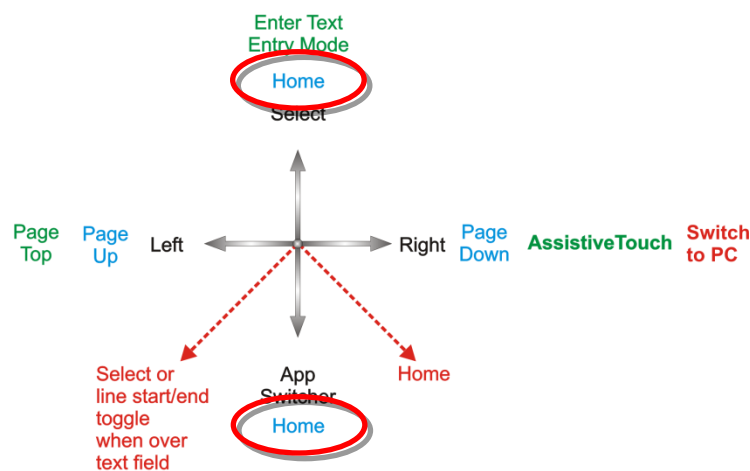 Enter Text
Entry Mode
Home
Select
Page
Top
Page
Up
Left
Right
Page
Down
AssistiveTouch
Switch
to PC
Select or
line start/end
toggle
when over
text field
App
Switcher
Home
Home